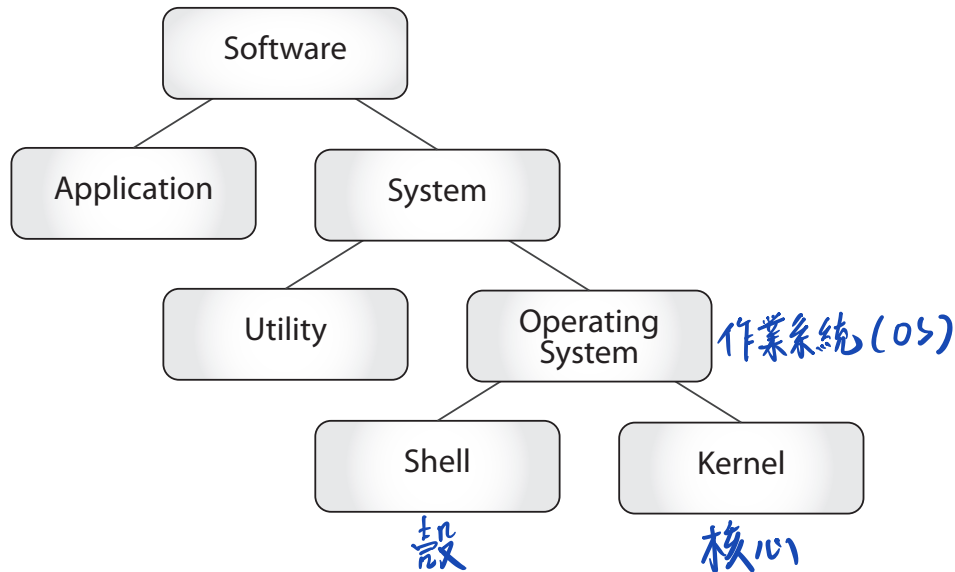 Software
Application
System
Utility
Operating
System
作業系統(OS)
Shell
Kernel
殼
核心